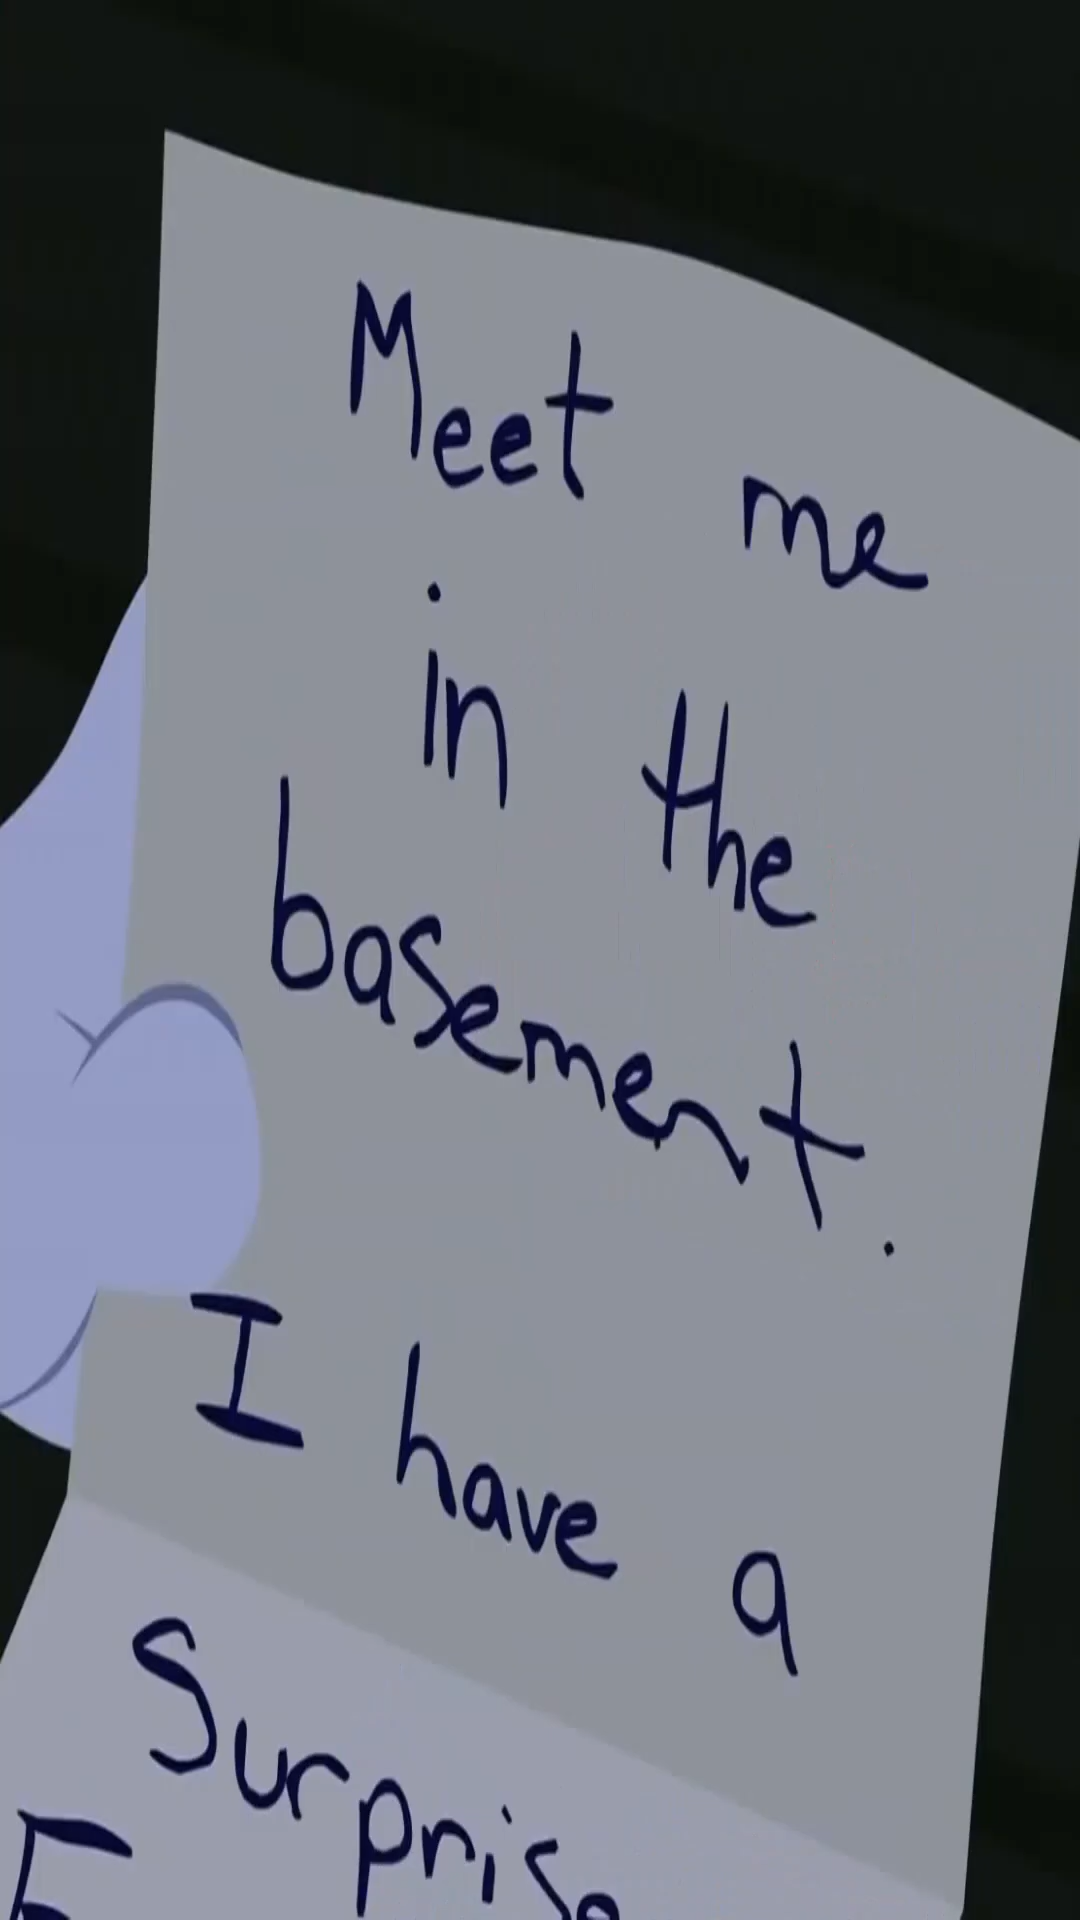 Meet me
in the
basement.
I have a
Surprise
F